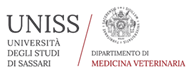 UNISS
UNIVERSITÀ
DEGLI STUDI
DI SASSARI
DIPARTIMENTO DI
MEDICINA VETERINARIA